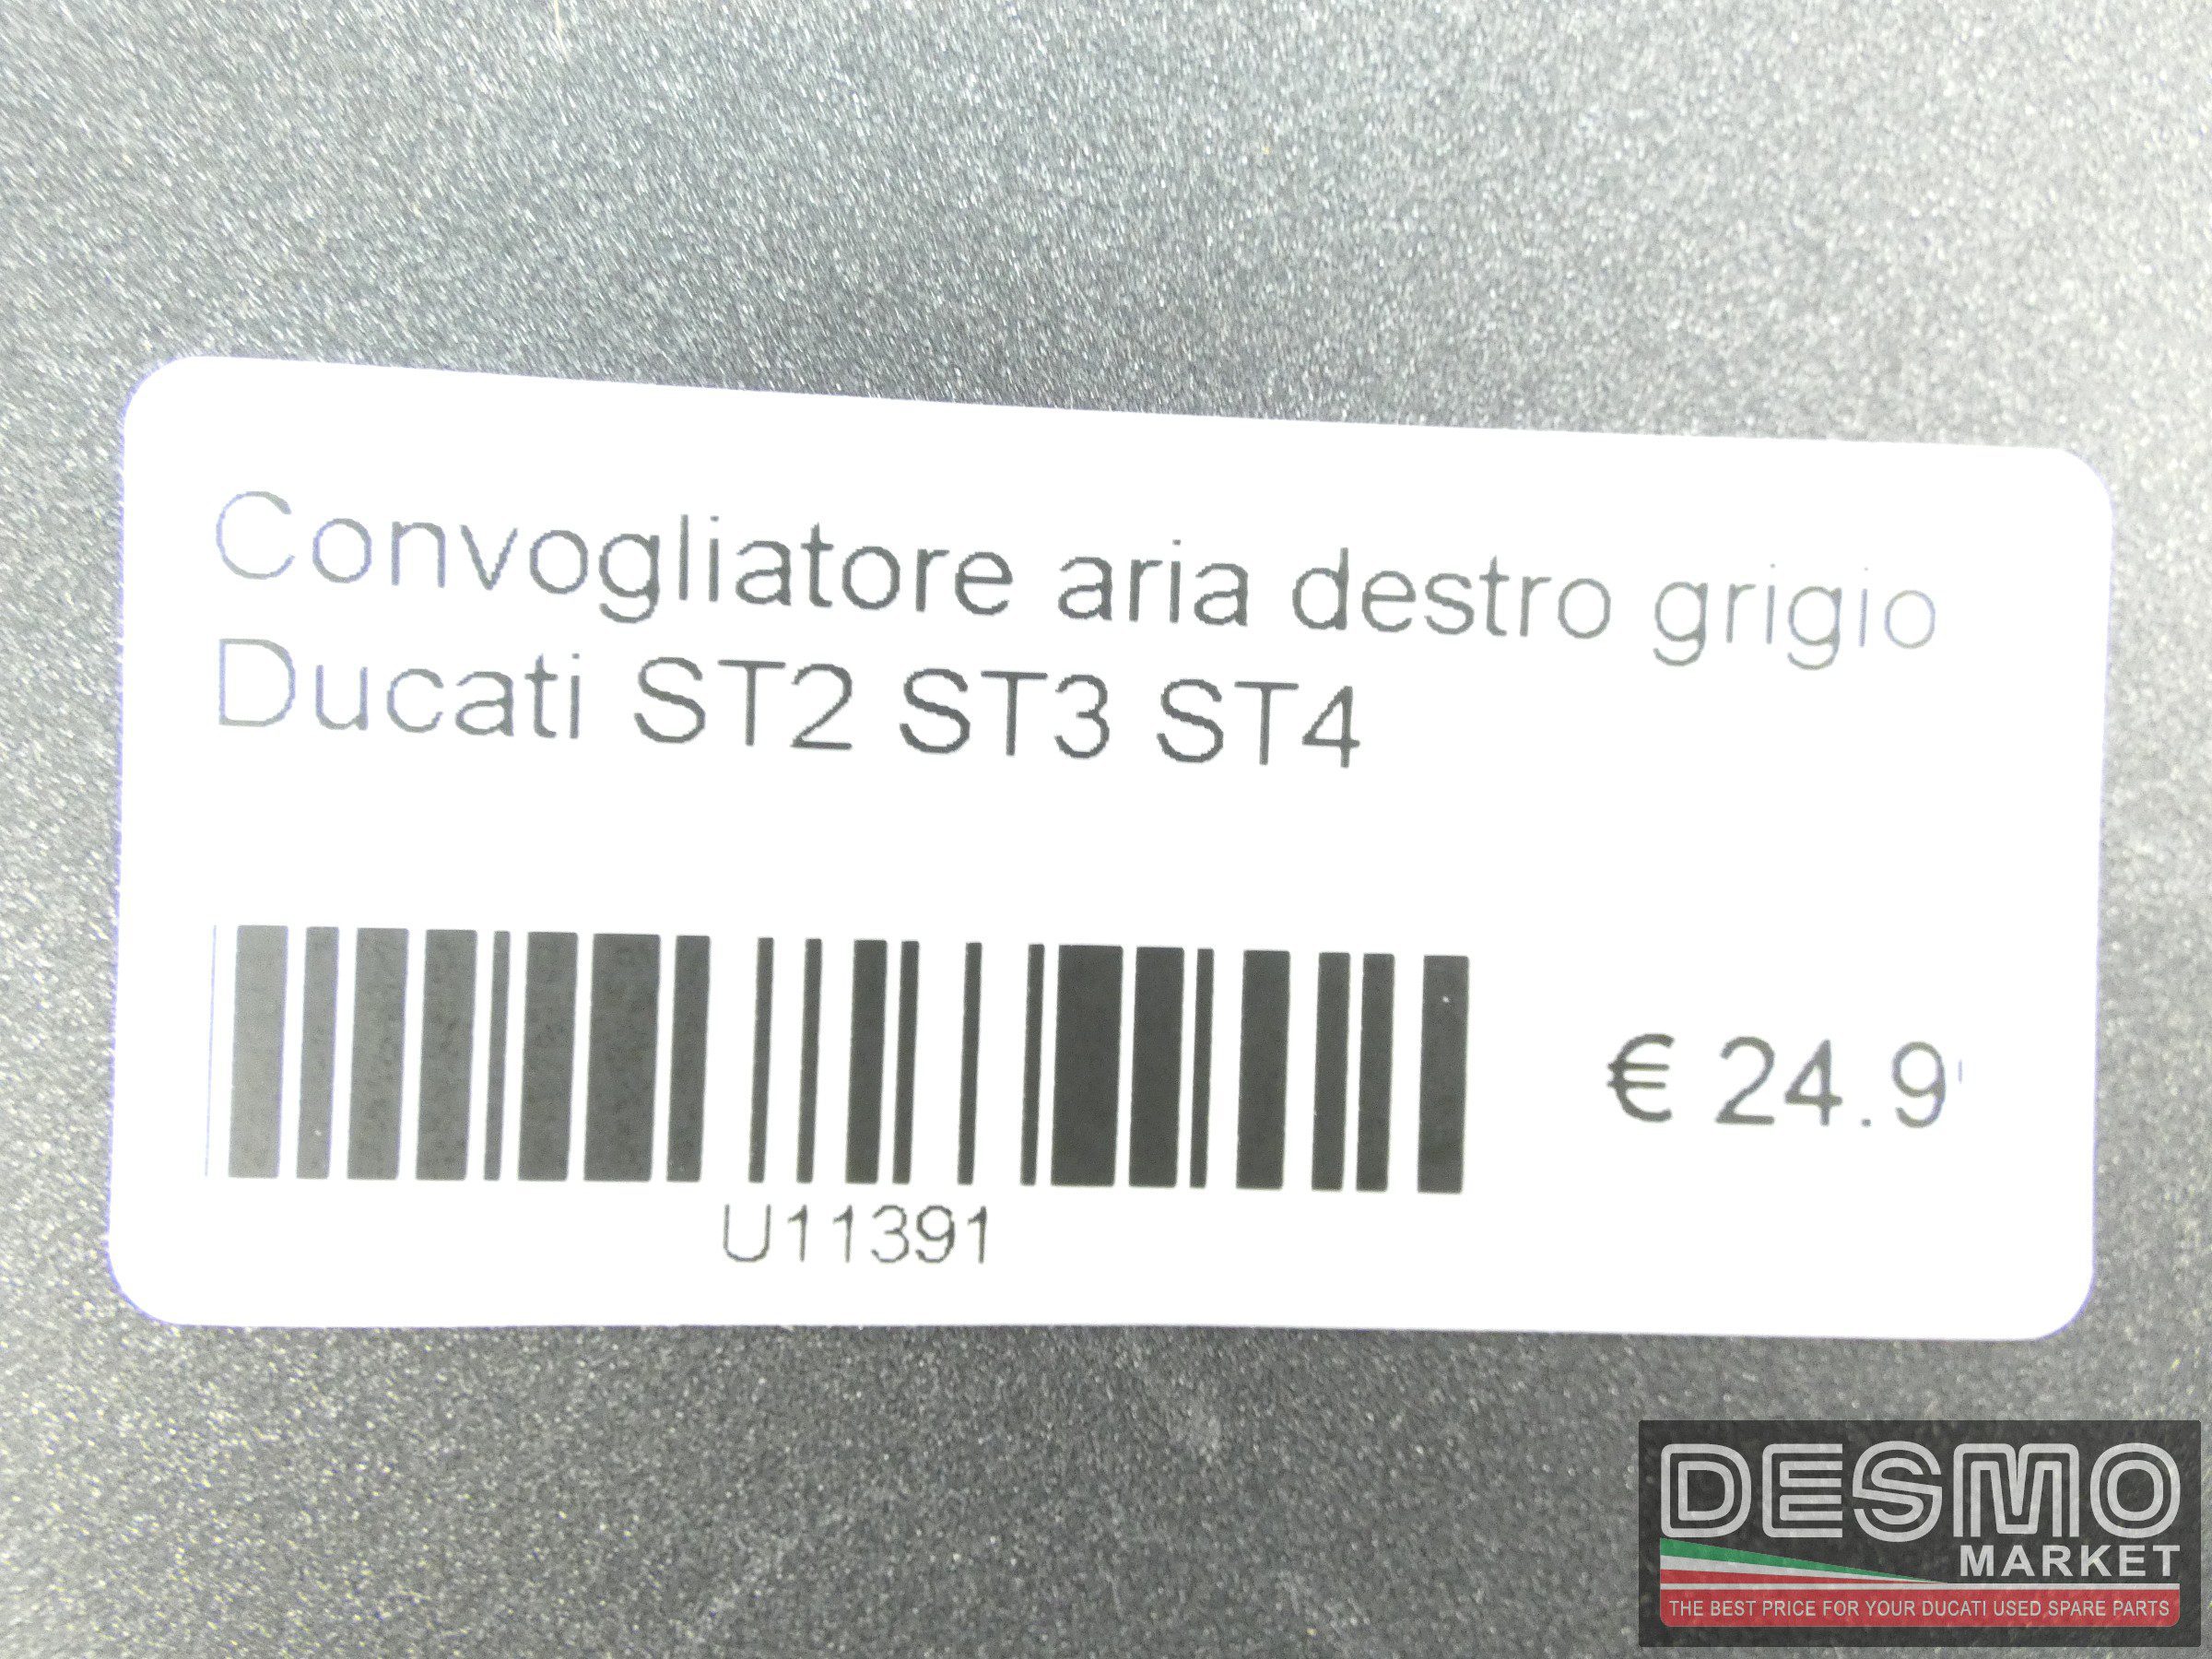 Convogliatore aria destro grigio
Ducati ST2 ST3 ST4
€ 24.9
U11391
DESMO
MARKET
THE BEST PRICE FOR YOUR DUCATI USED SPARE PARTS